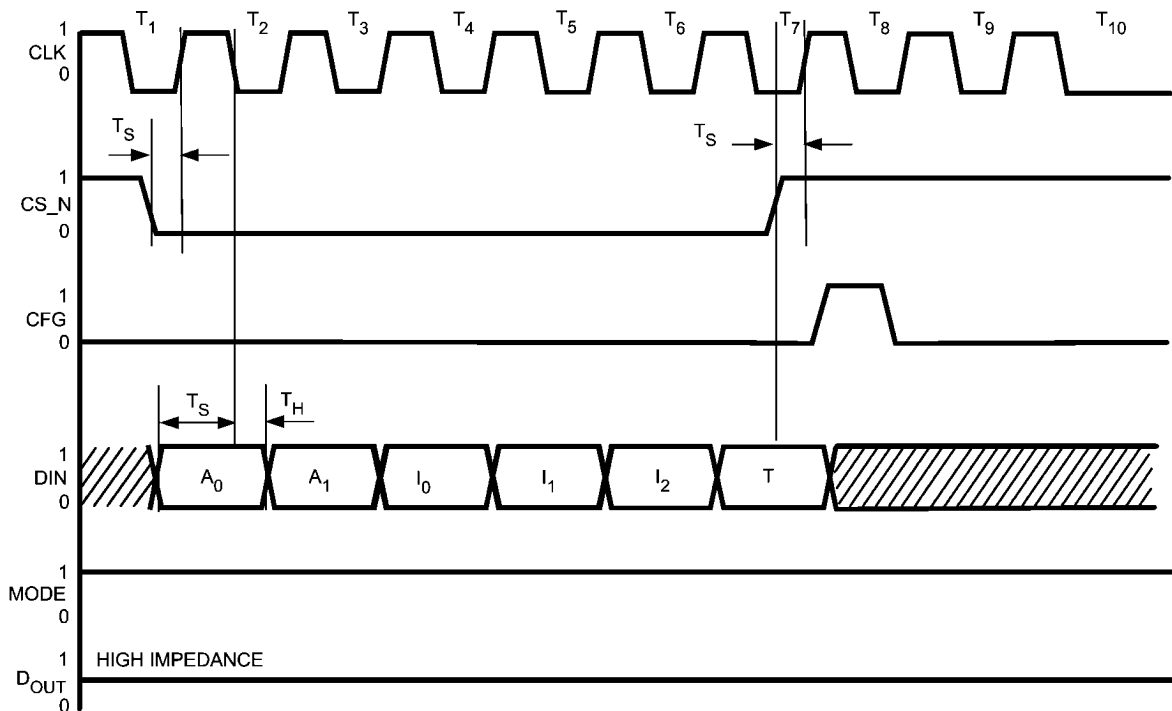 T1 T2 T3 T4 T5 T6 T7 T8 T9 T10
1
CLK
0
TS TS
1
CS_N
0
1
CFG
0
TS TH
1
DIN A0 A1 I0 I1 I2 T
0
1
MODE
0
1 HIGH IMPEDANCE
DOUT
0